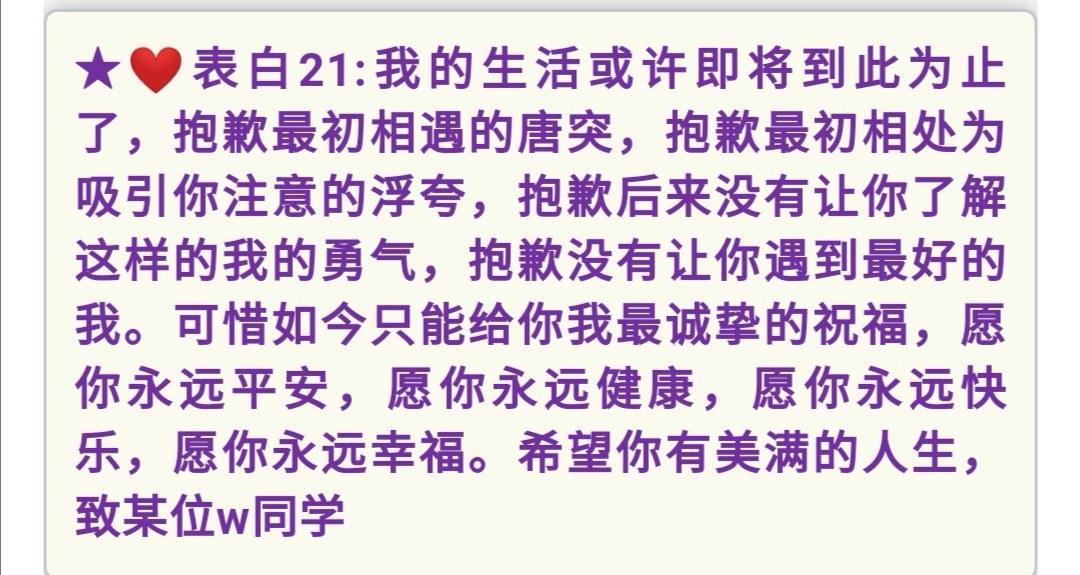 ★❤️表白21:我的生活或许即将到此为止
了，抱歉最初相遇的唐突，抱歉最初相处为
吸引你注意的浮夸，抱歉后来没有让你了解
这样的我的勇气，抱歉没有让你遇到最好的
我。可惜如今只能给你我最诚挚的祝福，愿
你永远平安，愿你永远健康，愿你永远快
乐，愿你永远幸福。希望你有美满的人生，
致某位w同学